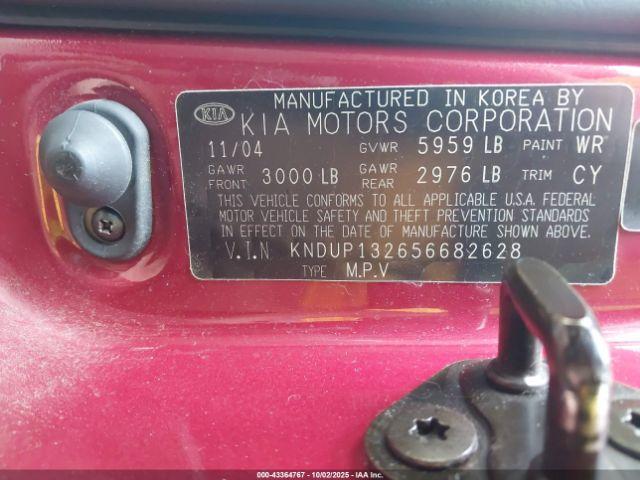 MANUFACTURED IN KOREA BY
KIA KIA MOTORS CORPORATION
11/04 GVWR 5959 LB PAINT WR
GAWR FRONT 3000 LB GAWR REAR 2976 LB TRIM CY
THIS VEHICLE CONFORMS TO ALL APPLICABLE U.S.A. FEDERAL
MOTOR VEHICLE SAFETY AND THEFT PREVENTION STANDARDS
IN EFFECT ON THE DATE OF MANUFACTURE SHOWN ABOVE.
V.I.N KNDUP132656682628
TYPE M.P.V
000-43364767 - 10/02/2025 - IAA Inc.